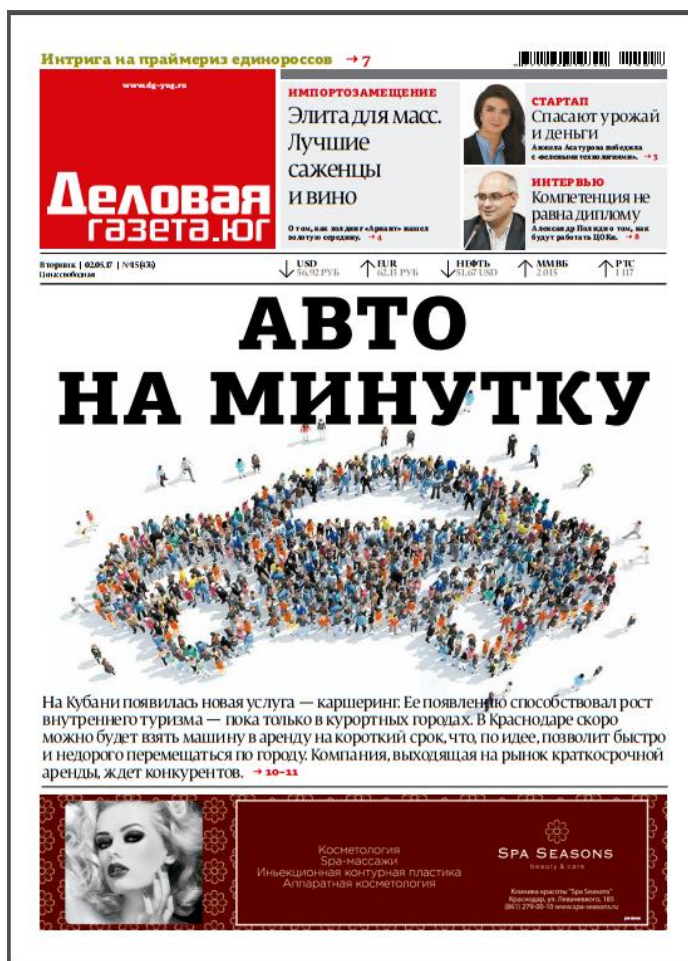 Интрига на праймериз единороссов → 7
www.dg-yug.ru
Деловая
газета.юг
ИМПОРТОЗАМЕЩЕНИЕ
Элита для масс.
Лучшие
саженцы
и вино
О том, как холдинг «Ариант» нашел
золотую середину. → 4
СТАРТАП
Спасают урожай
и деньги
Анжела Асатурова победила
с «зелеными технологиями». → 3
ИНТЕРВЬЮ
Компетенция не
равна диплому
Александр Полиди о том, как
будут работать ЦОКи. → 8
Вторник | 02.05.17 | №15(476)
Цена свободная
↓ USD
56,92 РУБ
↑ EUR
62,13 РУБ
↓ НЕФТЬ
51,67 USD
↑ ММВБ
2 015
↑ РТС
1 117
АВТО
НА МИНУТКУ
На Кубани появилась новая услуга — каршеринг. Ее появлению способствовал рост
внутреннего туризма — пока только в курортных городах. В Краснодаре скоро
можно будет взять машину в аренду на короткий срок, что, по идее, позволит быстро
и недорого перемещаться по городу. Компания, выходящая на рынок краткосрочной
аренды, ждет конкурентов. → 10–11
Косметология
Spa-массажи
Инъекционная контурная пластика
Аппаратная косметология
SPA SEASONS
beauty & care
Клиника красоты "Spa Seasons"
Краснодар, ул. Леваневского, 185
(861) 279-00-10 www.spa-seasons.ru
реклама